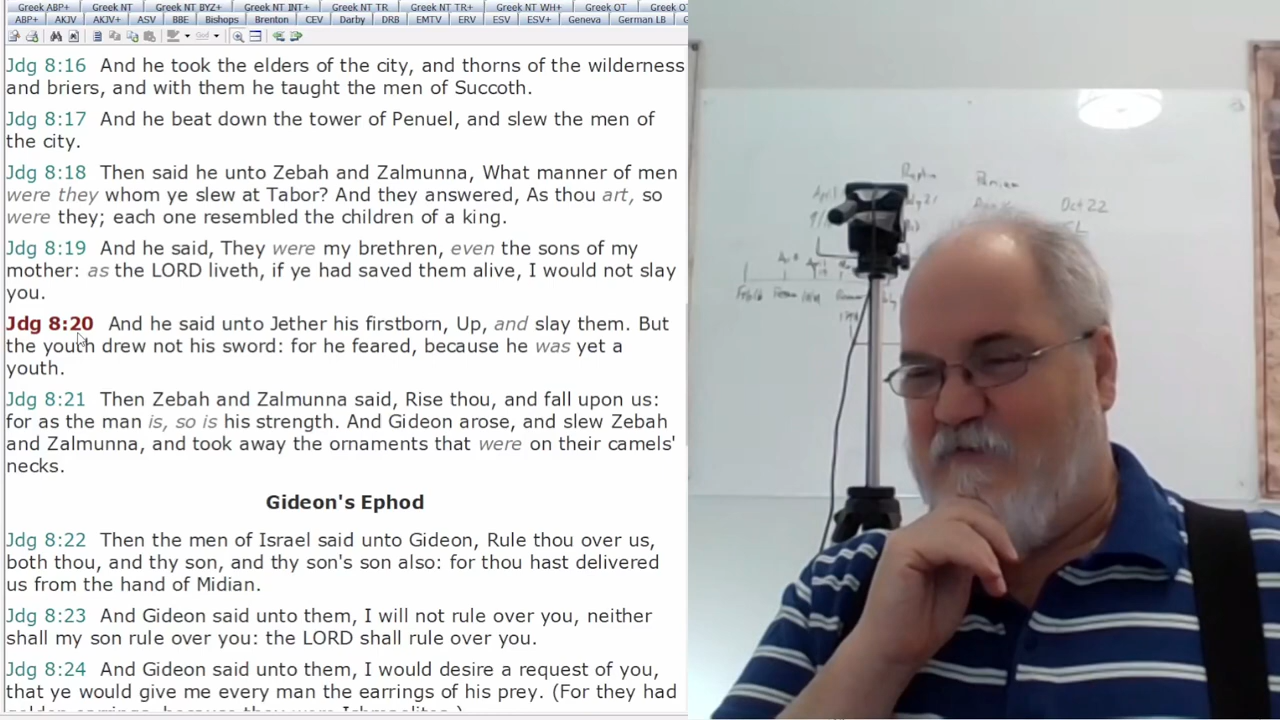 Greek ABP+ Greek NT Greek NT BYZ+ Greek NT INT+ Greek NT TR Greek NT TR+ Greek NT WH+ Greek OT Greek O
ABP+ AKJV AKJV+ ASV BBE Bishops Brenton CEV Darby DRB EMTV ERV ESV ESV+ Geneva German LB
Jdg 8:16 And he took the elders of the city, and thorns of the wilderness
and briers, and with them he taught the men of Succoth.
Jdg 8:17 And he beat down the tower of Penuel, and slew the men of
the city.
Jdg 8:18 Then said he unto Zebah and Zalmunna, What manner of men
were they whom ye slew at Tabor? And they answered, As thou art, so
were they; each one resembled the children of a king.
Jdg 8:19 And he said, They were my brethren, even the sons of my
mother: as the LORD liveth, if ye had saved them alive, I would not slay
you.
Jdg 8:20 And he said unto Jether his firstborn, Up, and slay them. But
the youth drew not his sword: for he feared, because he was yet a
youth.
Jdg 8:21 Then Zebah and Zalmunna said, Rise thou, and fall upon us:
for as the man is, so is his strength. And Gideon arose, and slew Zebah
and Zalmunna, and took away the ornaments that were on their camels'
necks.
Gideon's Ephod
Jdg 8:22 Then the men of Israel said unto Gideon, Rule thou over us,
both thou, and thy son, and thy son's son also: for thou hast delivered
us from the hand of Midian.
Jdg 8:23 And Gideon said unto them, I will not rule over you, neither
shall my son rule over you: the LORD shall rule over you.
Jdg 8:24 And Gideon said unto them, I would desire a request of you,
that ye would give me every man the earrings of his prey. (For they had
golden earrings, because they were Ishmaelites.)
Raphia
Oct 22